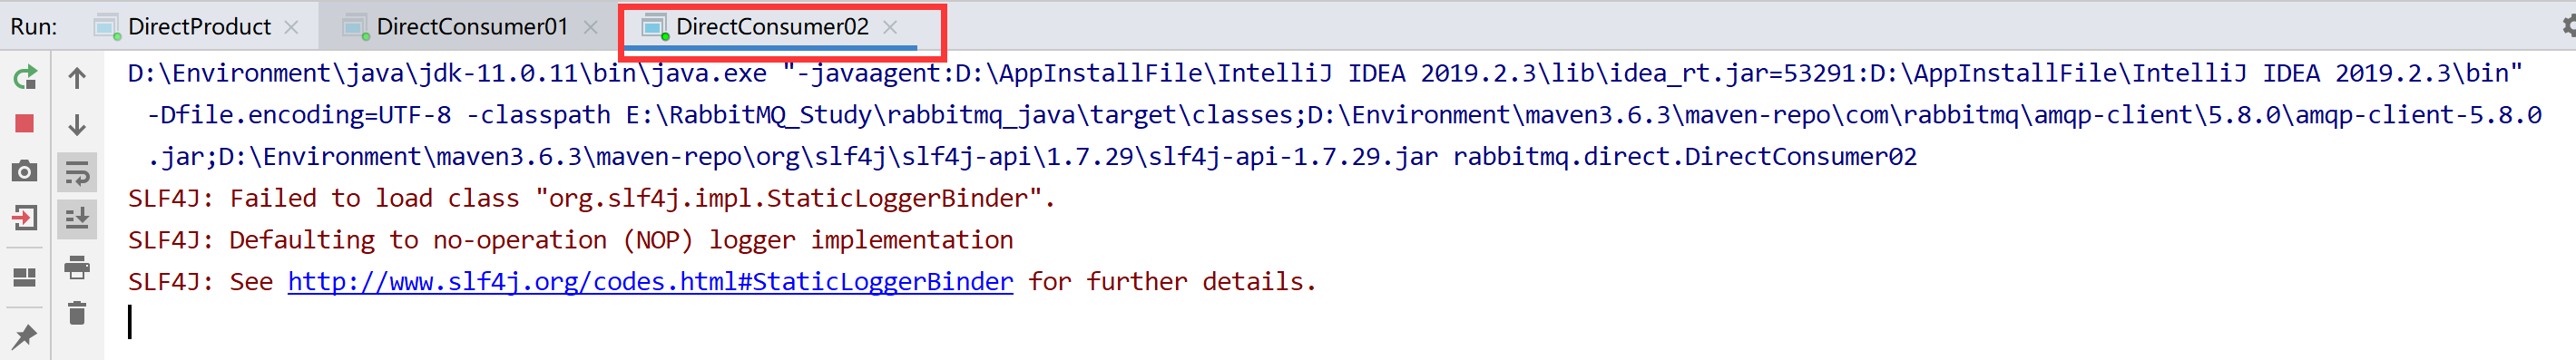 Run: DirectProduct DirectConsumer01 DirectConsumer02
D:\Environment\java\jdk-11.0.11\bin\java.exe "-javaagent:D:\AppInstallFile\IntelliJ IDEA 2019.2.3\lib\idea_rt.jar=53291:D:\AppInstallFile\IntelliJ IDEA 2019.2.3\bin"
-Dfile.encoding=UTF-8 -classpath E:\RabbitMQ_Study\rabbitmq_java\target\classes;D:\Environment\maven3.6.3\maven-repo\com\rabbitmq\amqp-client\5.8.0\amqp-client-5.8.0
.jar;D:\Environment\maven3.6.3\maven-repo\org\slf4j\slf4j-api\1.7.29\slf4j-api-1.7.29.jar rabbitmq.direct.DirectConsumer02
SLF4J: Failed to load class "org.slf4j.impl.StaticLoggerBinder".
SLF4J: Defaulting to no-operation (NOP) logger implementation
SLF4J: See http://www.slf4j.org/codes.html#StaticLoggerBinder for further details.